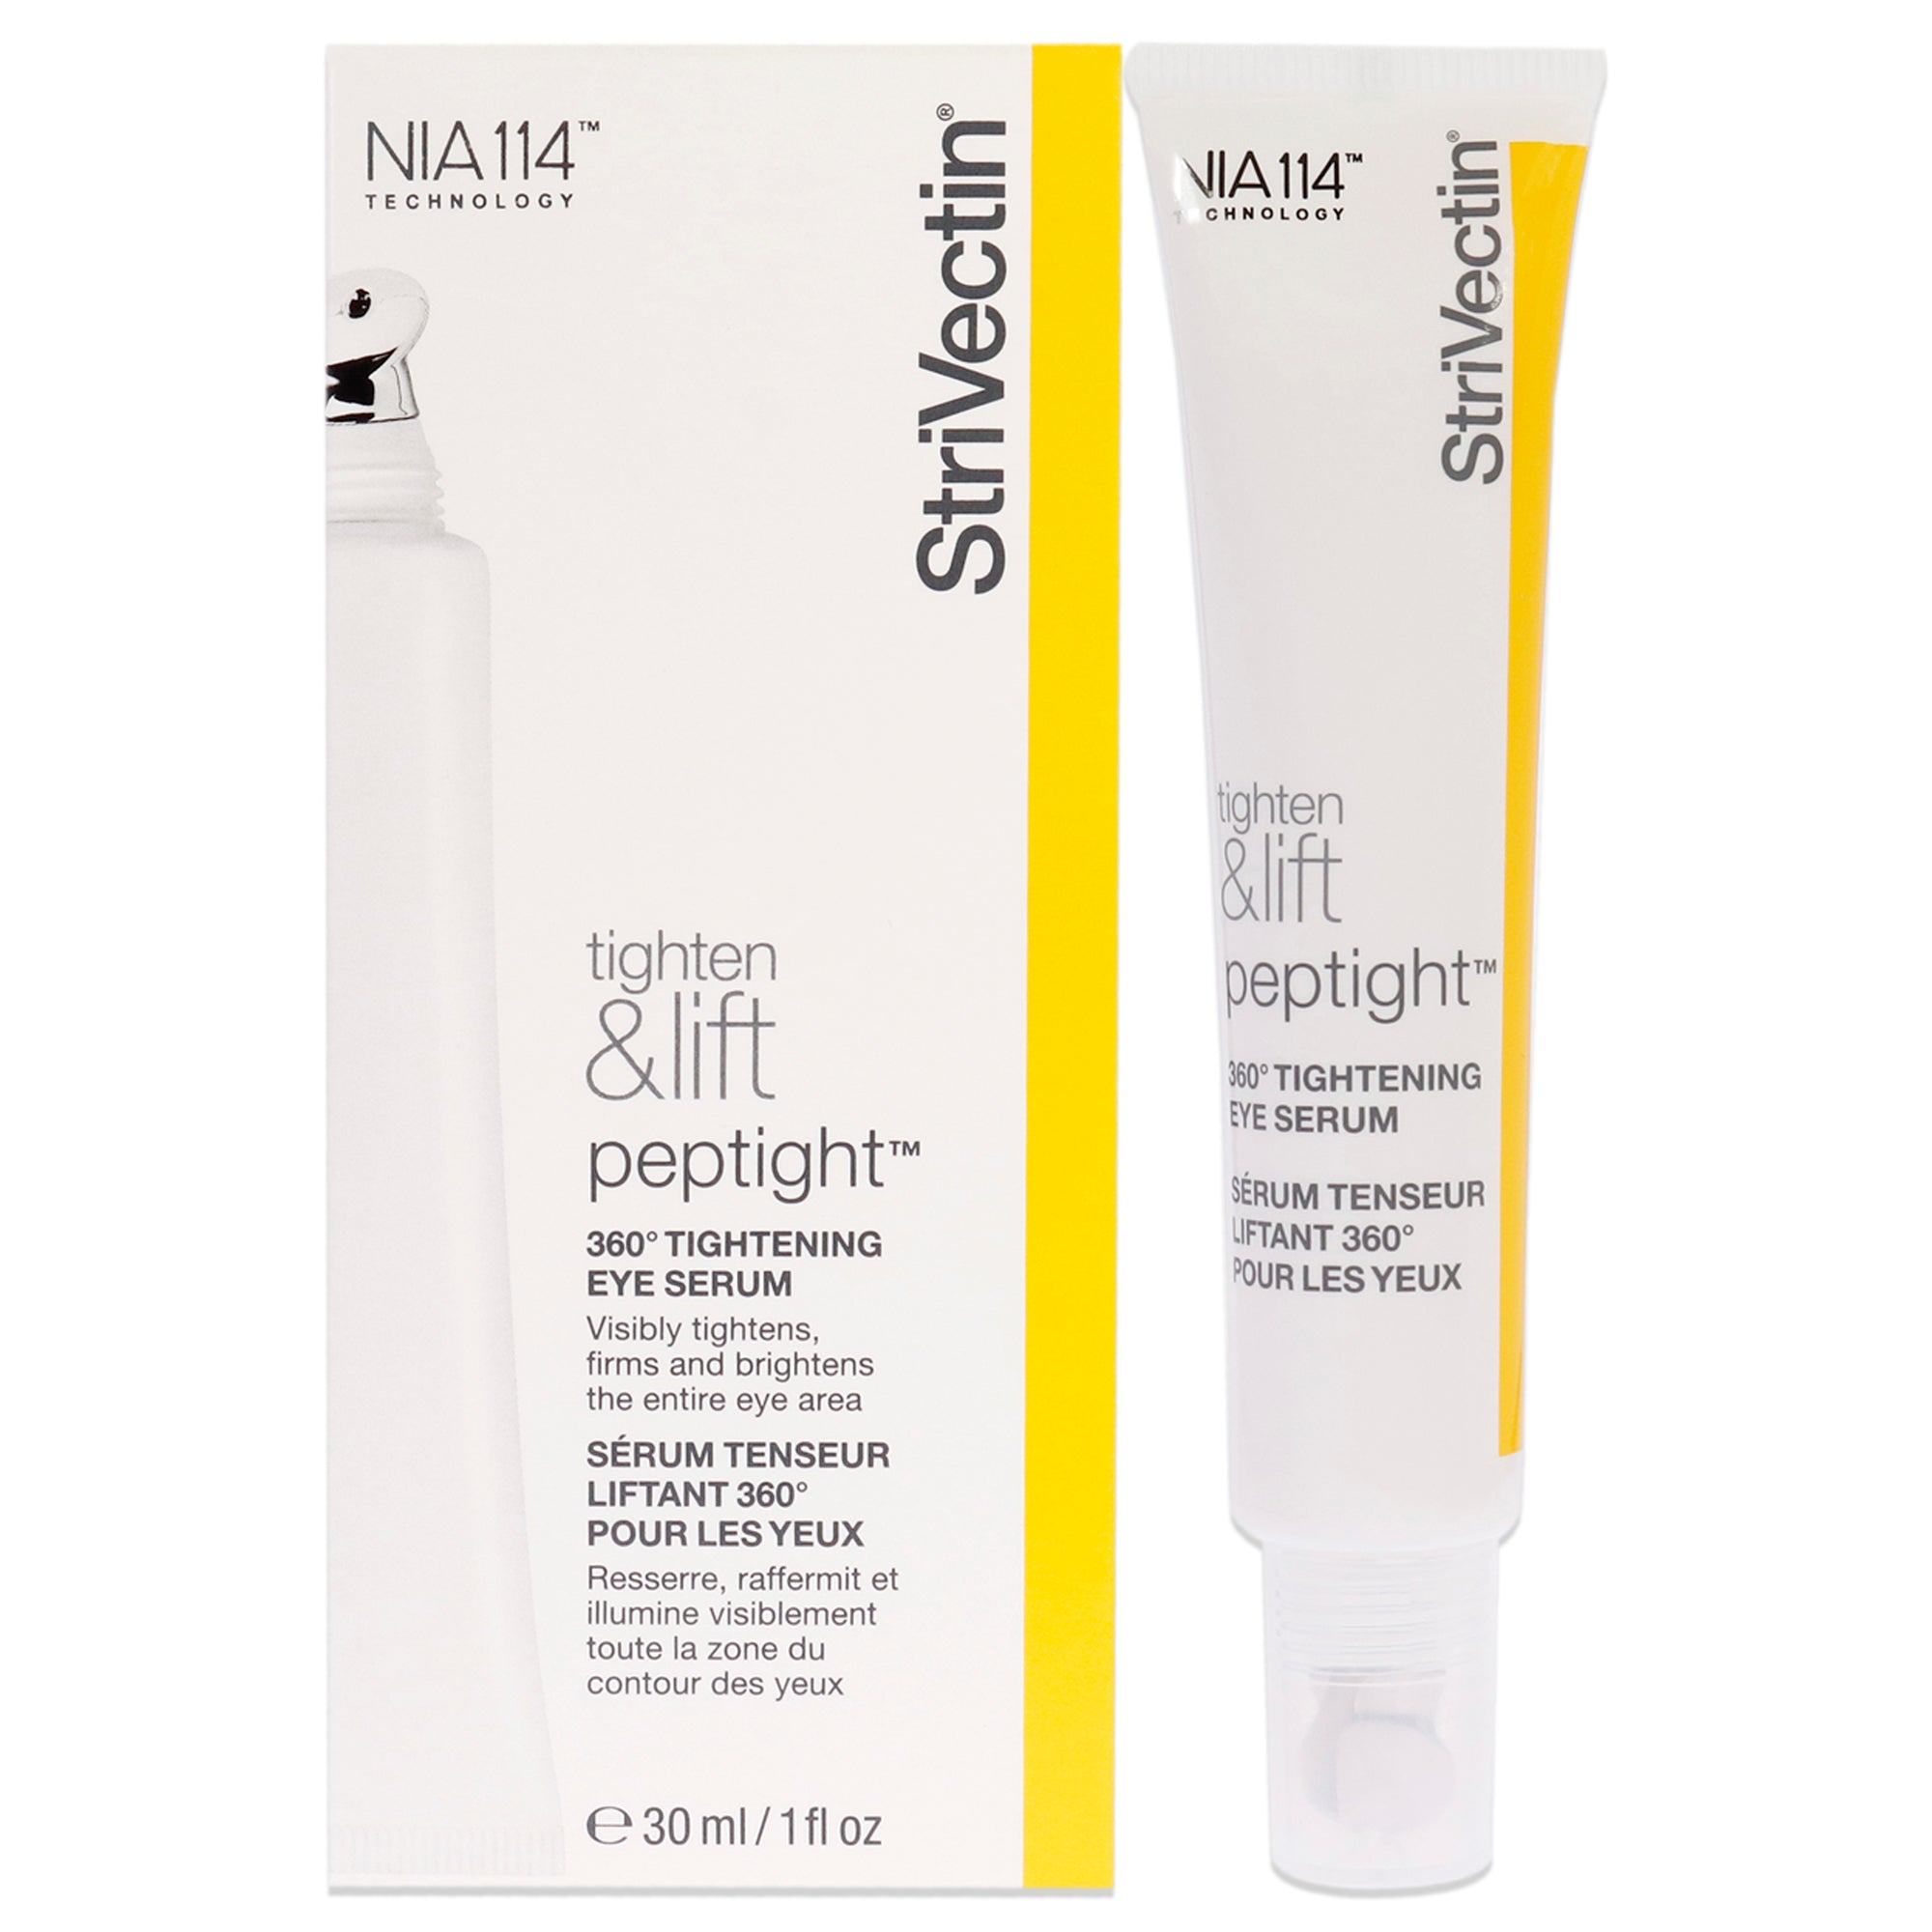 NIA114™
TECHNOLOGY
StriVectin®
tighten
&lift
peptight™
360° TIGHTENING
EYE SERUM
Visibly tightens,
firms and brightens
the entire eye area
SÉRUM TENSEUR
LIFTANT 360°
POUR LES YEUX
Resserre, raffermit et
illumine visiblement
toute la zone du
contour des yeux
℮ 30 ml / 1 fl oz
NIA114™
TECHNOLOGY
StriVectin®
tighten
&lift
peptight™
360° TIGHTENING
EYE SERUM
SÉRUM TENSEUR
LIFTANT 360°
POUR LES YEUX